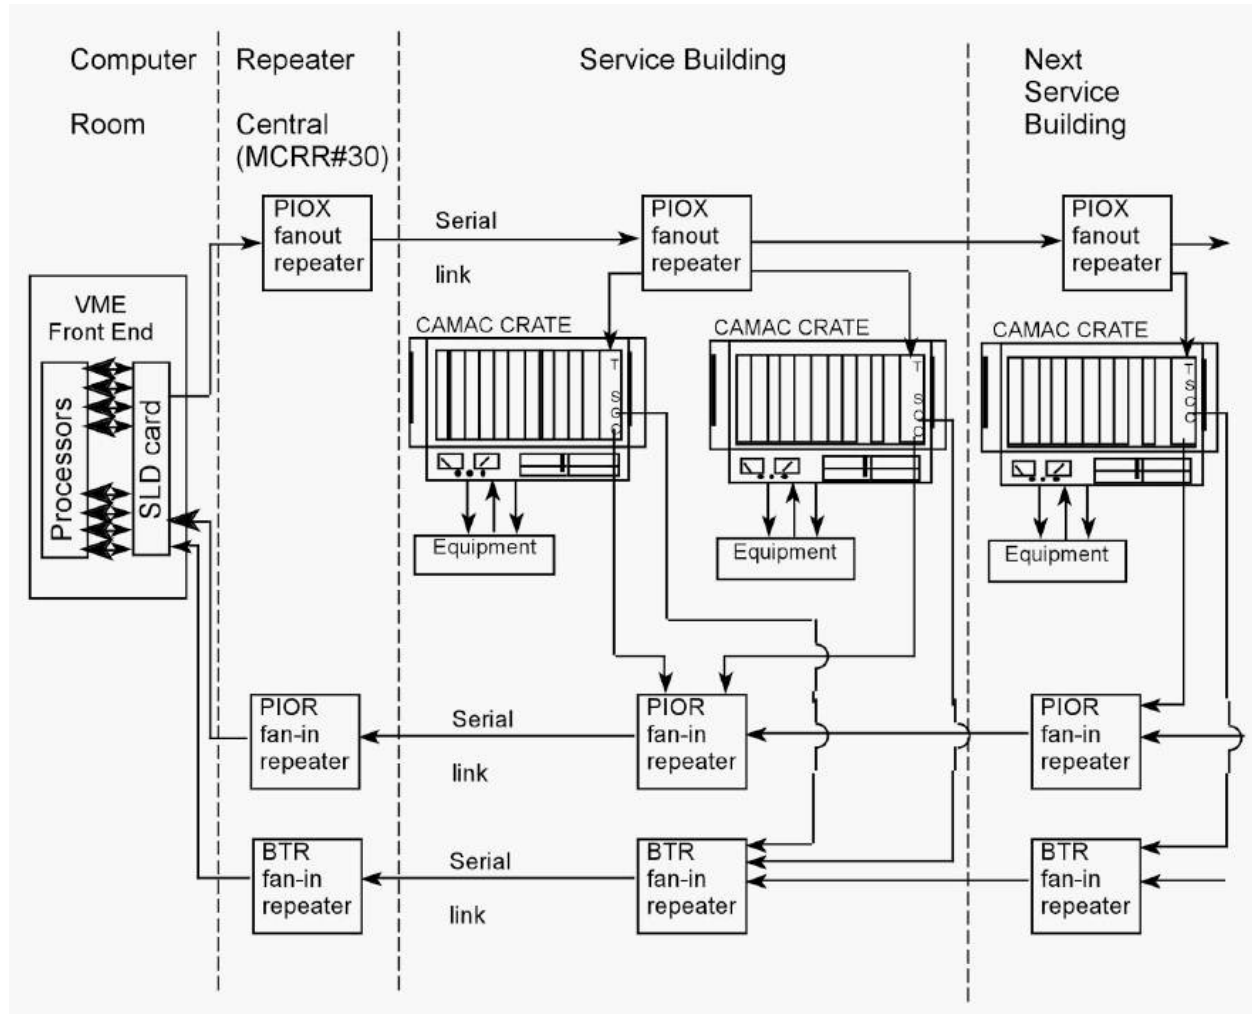 Computer
Room
Repeater
Central
(MCRR#30)
Service Building
Next
Service
Building
PIOX
fanout
repeater
Serial
link
PIOX
fanout
repeater
PIOX
fanout
repeater
VME
Front End
Processors
SLD card
CAMAC CRATE
T
S
C
C
Equipment
CAMAC CRATE
T
S
C
C
Equipment
CAMAC CRATE
T
S
C
C
Equipment
PIOR
fan-in
repeater
Serial
link
PIOR
fan-in
repeater
PIOR
fan-in
repeater
BTR
fan-in
repeater
Serial
link
BTR
fan-in
repeater
BTR
fan-in
repeater